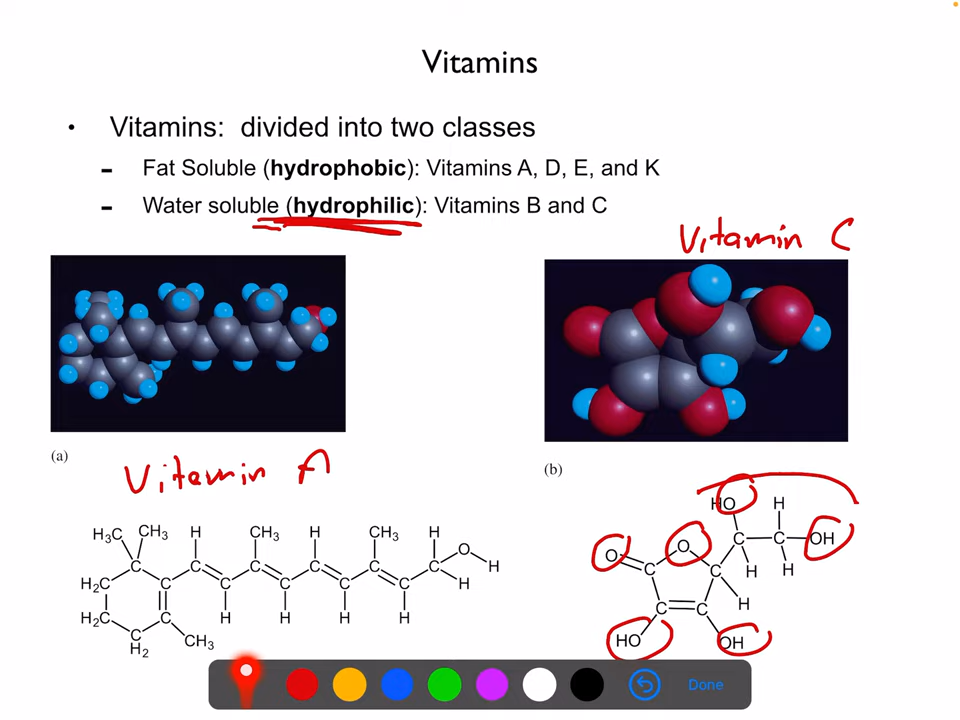 Vitamins
• Vitamins: divided into two classes
- Fat Soluble (hydrophobic): Vitamins A, D, E, and K
- Water soluble (hydrophilic): Vitamins B and C
Vitamin C
(a)
Vitamin A
(b)
H₃C CH₃ H CH₃ H CH₃ H
O
H
C C C C C
H₂C C C C C C H
H H H H
H₂C C
C
H₂
CH₃
HO H
C C OH
O O
C C H H
H
C C
HO OH
Done